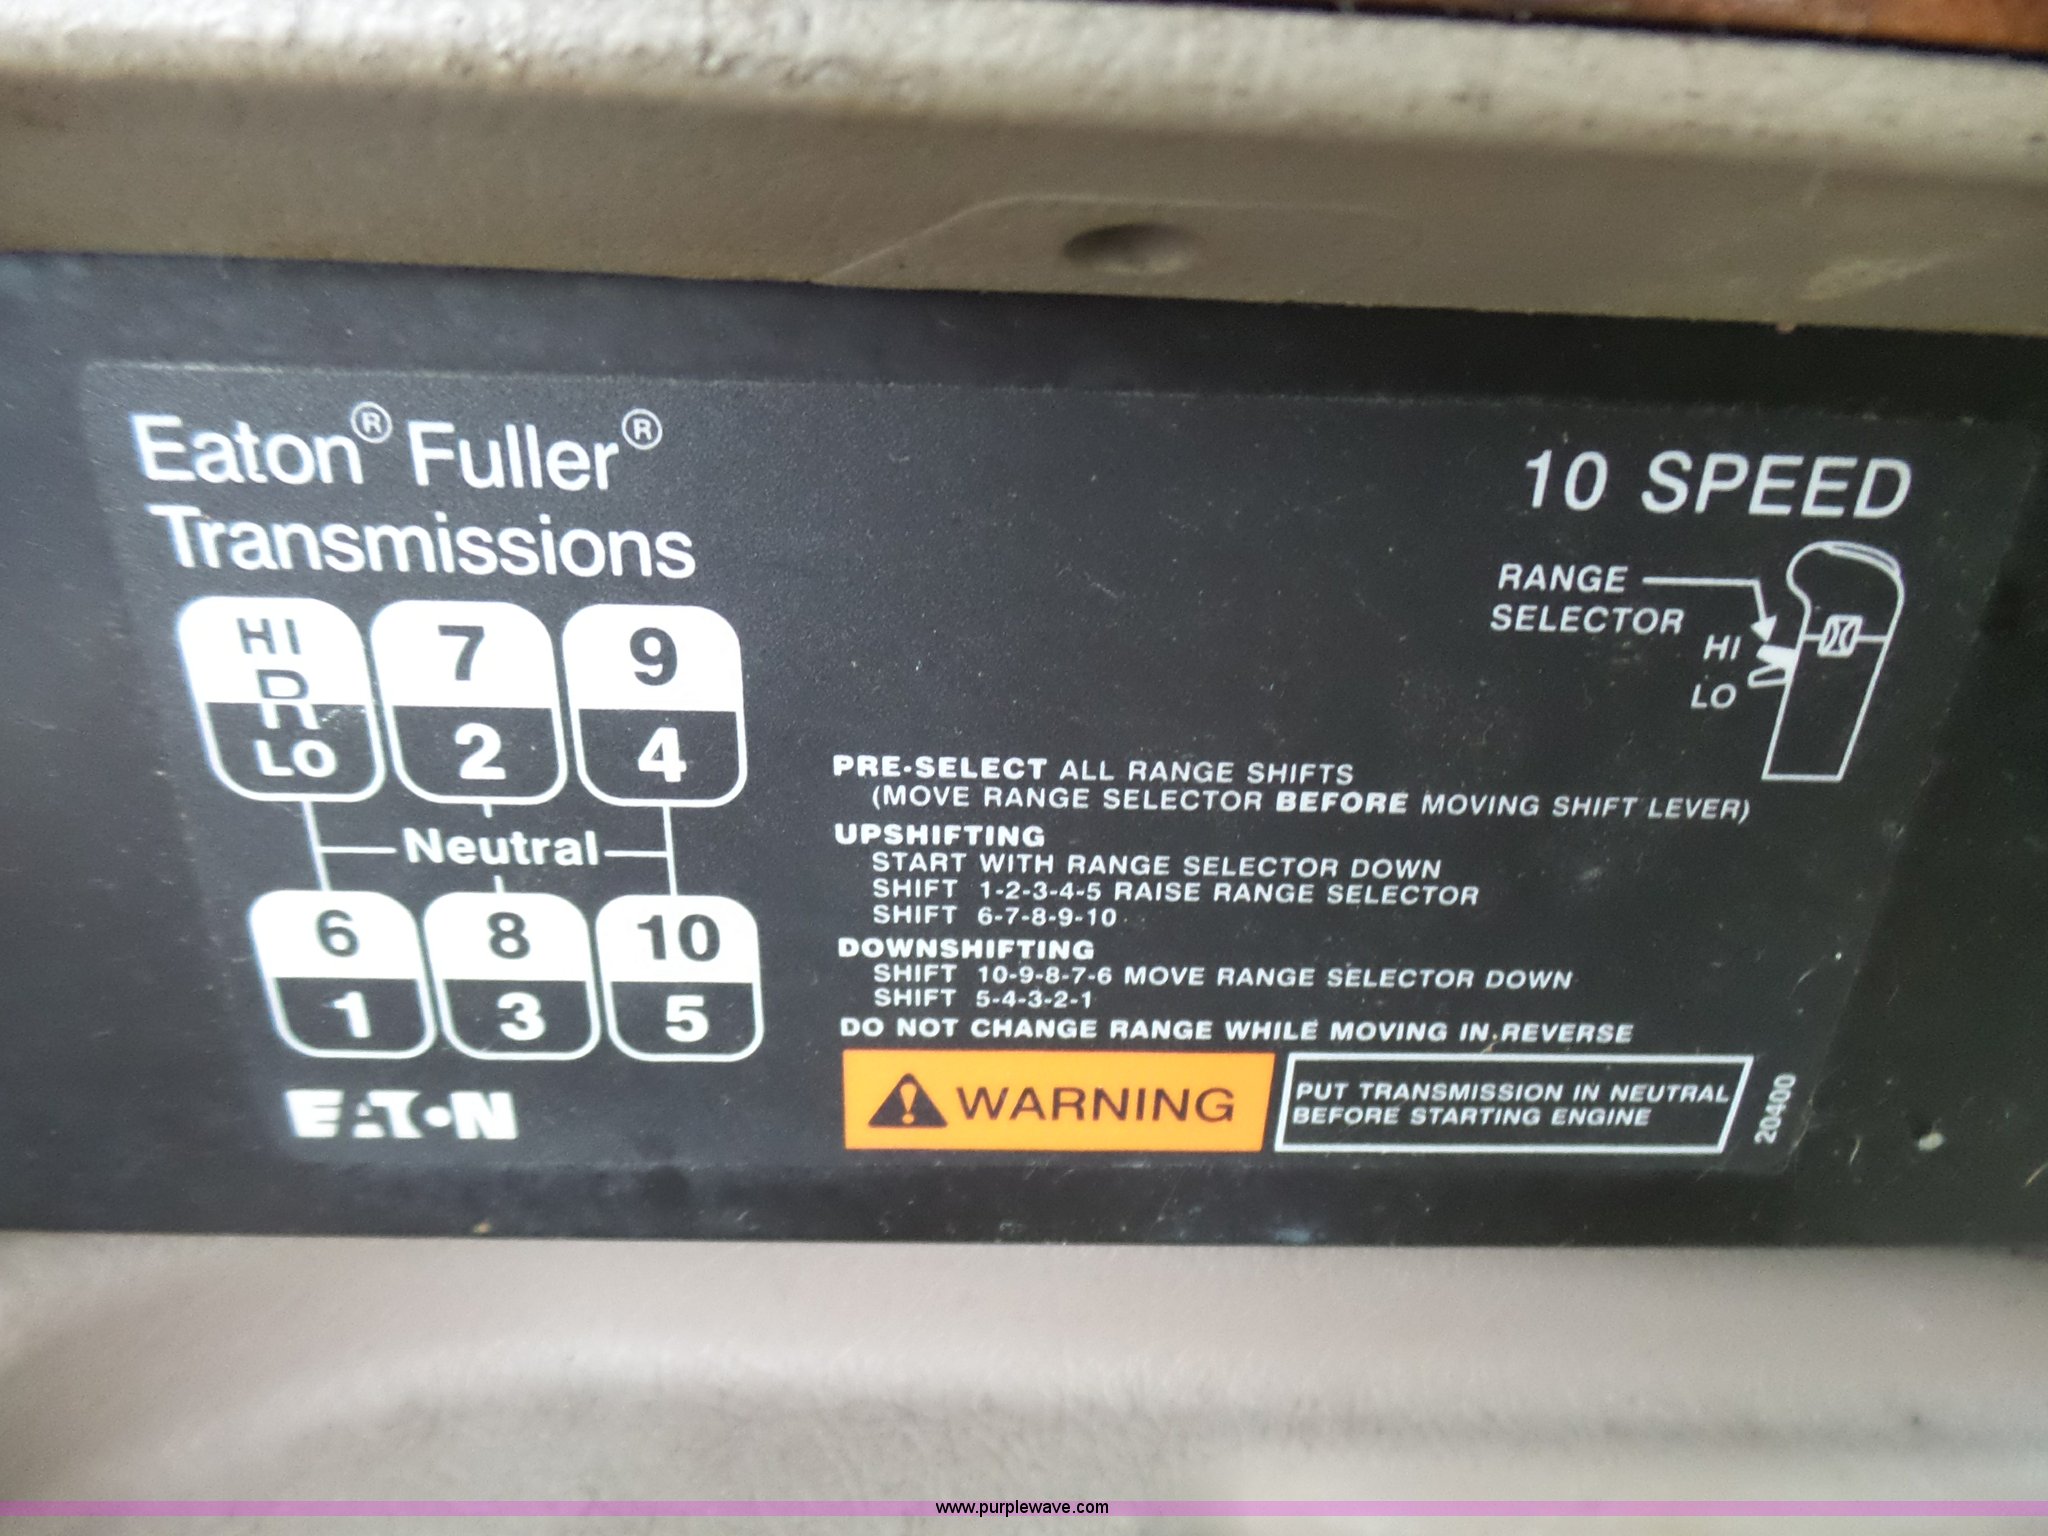 Eaton® Fuller®
Transmissions
10 SPEED
RANGE
SELECTOR
HI
LO
HI
R
LO
7
2
9
4
Neutral
6
1
8
3
10
5
EATON
PRE-SELECT ALL RANGE SHIFTS
(MOVE RANGE SELECTOR BEFORE MOVING SHIFT LEVER)
UPSHIFTING
START WITH RANGE SELECTOR DOWN
SHIFT 1-2-3-4-5 RAISE RANGE SELECTOR
SHIFT 6-7-8-9-10
DOWNSHIFTING
SHIFT 10-9-8-7-6 MOVE RANGE SELECTOR DOWN
SHIFT 5-4-3-2-1
DO NOT CHANGE RANGE WHILE MOVING IN REVERSE
WARNING
PUT TRANSMISSION IN NEUTRAL
BEFORE STARTING ENGINE
20400
www.purplewave.com